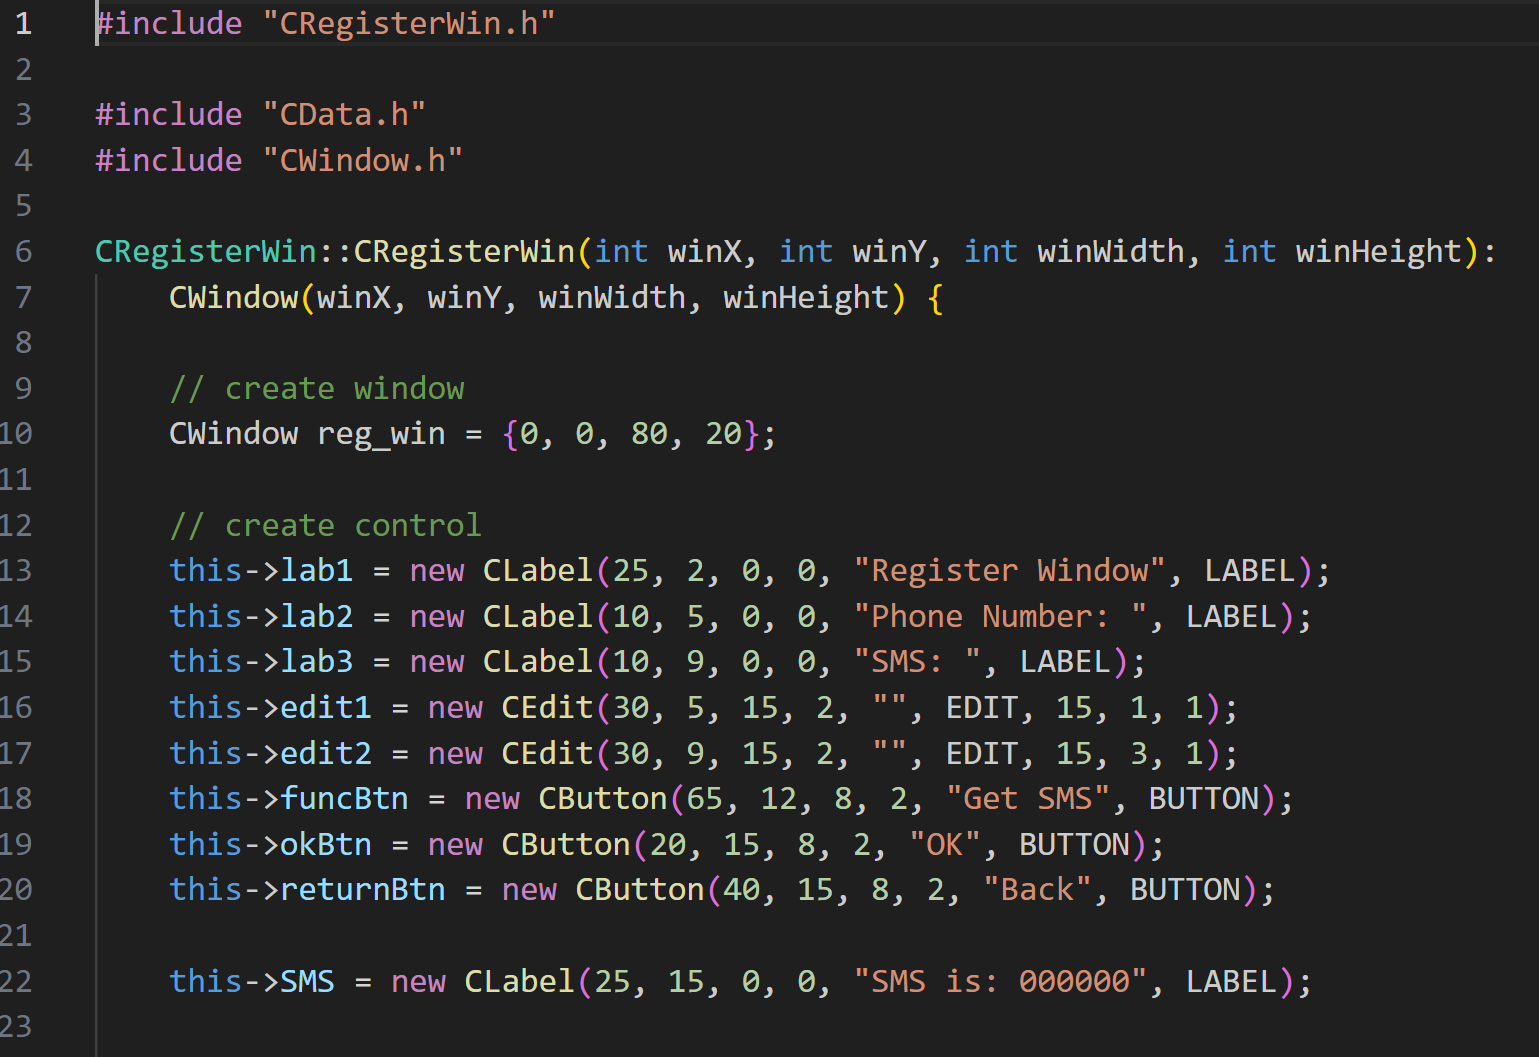 1 #include "CRegisterWin.h"
2
3 #include "CData.h"
4 #include "CWindow.h"
5
6 CRegisterWin::CRegisterWin(int winX, int winY, int winWidth, int winHeight):
7     CWindow(winX, winY, winWidth, winHeight) {
8
9     // create window
10     CWindow reg_win = {0, 0, 80, 20};
11
12     // create control
13     this->lab1 = new CLabel(25, 2, 0, 0, "Register Window", LABEL);
14     this->lab2 = new CLabel(10, 5, 0, 0, "Phone Number: ", LABEL);
15     this->lab3 = new CLabel(10, 9, 0, 0, "SMS: ", LABEL);
16     this->edit1 = new CEdit(30, 5, 15, 2, "", EDIT, 15, 1, 1);
17     this->edit2 = new CEdit(30, 9, 15, 2, "", EDIT, 15, 3, 1);
18     this->funcBtn = new CButton(65, 12, 8, 2, "Get SMS", BUTTON);
19     this->okBtn = new CButton(20, 15, 8, 2, "OK", BUTTON);
20     this->returnBtn = new CButton(40, 15, 8, 2, "Back", BUTTON);
21
22     this->SMS = new CLabel(25, 15, 0, 0, "SMS is: 000000", LABEL);
23